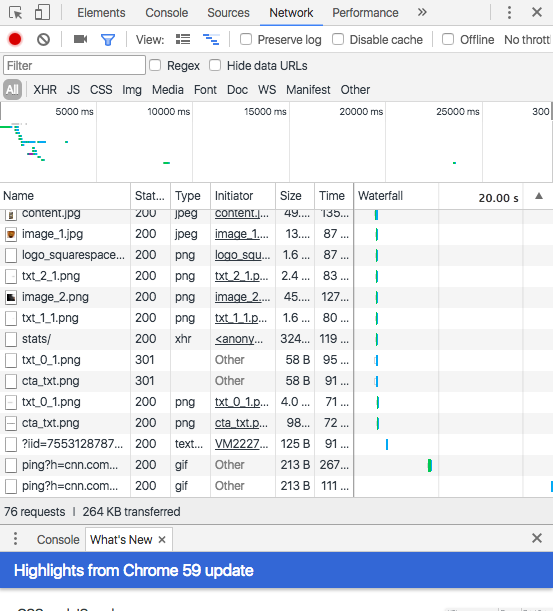 Elements Console Sources Network Performance »
View: Preserve log Disable cache Offline No thrott
Filter Regex Hide data URLs
All XHR JS CSS Img Media Font Doc WS Manifest Other
5000 ms 10000 ms 15000 ms 20000 ms 25000 ms 300
Name Stat... Type Initiator Size Time Waterfall 20.00 s
content.jpg 200 jpeg content.j... 49.... 135...
image_1.jpg 200 jpeg image_1.... 13.... 87 ...
logo_squarespace... 200 png logo_squ... 1.6 ... 87 ...
txt_2_1.png 200 png txt_2_1.p... 2.4 ... 83 ...
image_2.png 200 png image_2.... 45.... 127...
txt_1_1.png 200 png txt_1_1.p... 1.6 ... 80 ...
stats/ 200 xhr <anony... 324... 119 ...
txt_0_1.png 301 Other 58 B 95 ...
cta_txt.png 301 Other 58 B 91 ...
txt_0_1.png 200 png txt_0_1.p... 4.0 ... 71 ...
cta_txt.png 200 png cta_txt.p... 98... 72 ...
?iid=7553128787... 200 text... VM2227... 125 B 91 ...
ping?h=cnn.com... 200 gif Other 213 B 267...
ping?h=cnn.com... 200 gif Other 213 B 111 ...
76 requests | 264 KB transferred
Console What's New ×
Highlights from Chrome 59 update